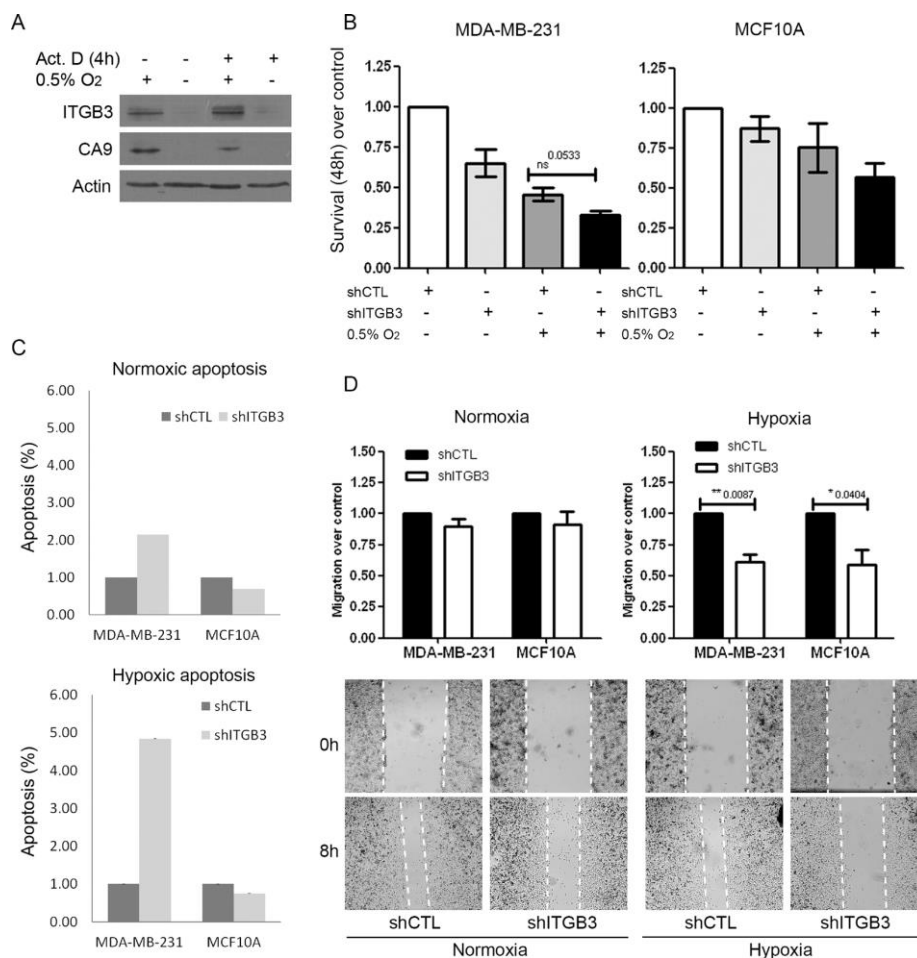 A
Act. D (4h) - - + +
0.5% O2 + - + -
ITGB3
CA9
Actin
B
MDA-MB-231
MCF10A
Survival (48h) over control
1.25
1.00
0.75
0.50
0.25
0.00
ns 0.0533
shCTL + - + -
shITGB3 - + - +
0.5% O2 - - + +
1.25
1.00
0.75
0.50
0.25
0.00
shCTL + - + -
shITGB3 - + - +
0.5% O2 - - + +
C
Normoxic apoptosis
Apoptosis (%)
6.00
5.00
4.00
3.00
2.00
1.00
0.00
shCTL shITGB3
MDA-MB-231 MCF10A
Hypoxic apoptosis
Apoptosis (%)
6.00
5.00
4.00
3.00
2.00
1.00
0.00
shCTL
shITGB3
MDA-MB-231 MCF10A
D
Normoxia
Migration over control
1.50
1.25
1.00
0.75
0.50
0.25
0.00
shCTL
shITGB3
MDA-MB-231 MCF10A
Hypoxia
Migration over control
1.50
1.25
1.00
0.75
0.50
0.25
0.00
shCTL
shITGB3
** 0.0087
* 0.0404
MDA-MB-231 MCF10A
0h
8h
shCTL shITGB3 shCTL shITGB3
Normoxia Hypoxia